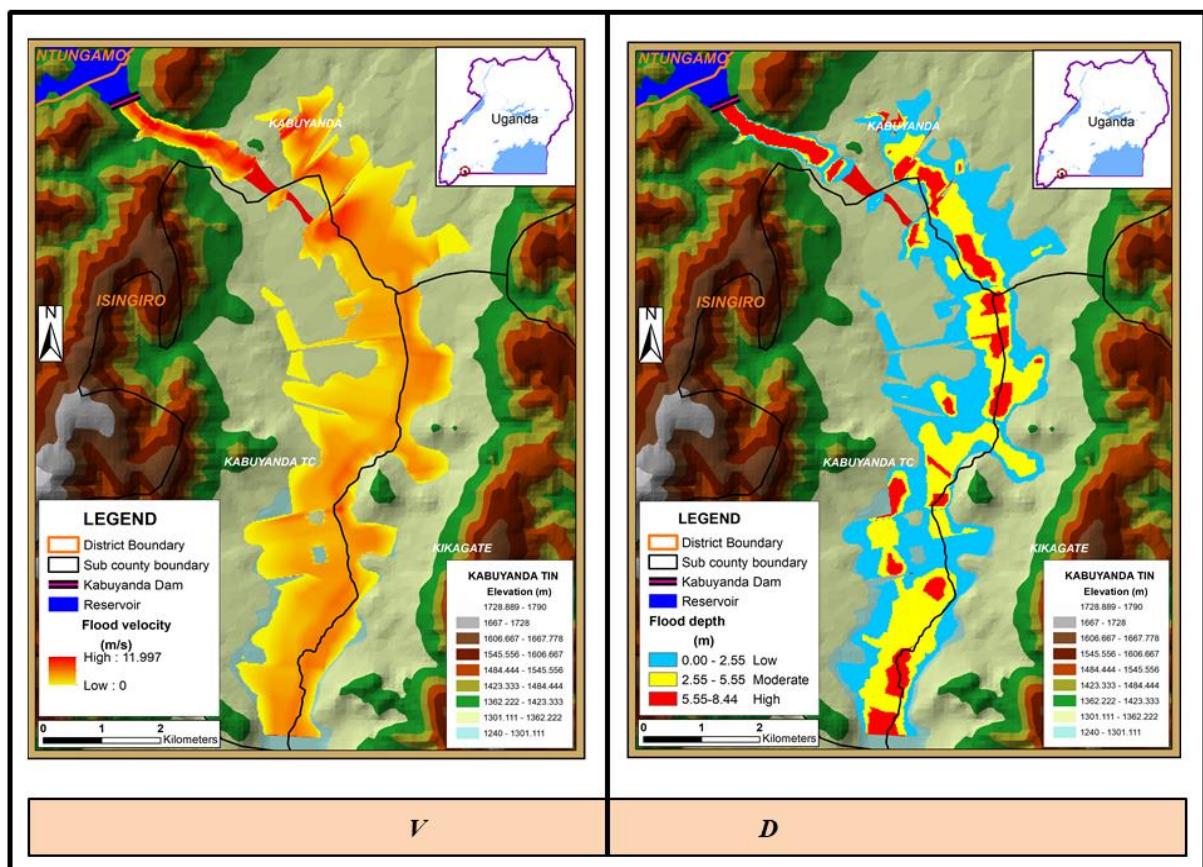 NTUNGAMO
KABUYANDA
Uganda
ISINGIRO
N
KABUYANDA TC
KIKAGATE
LEGEND
District Boundary
Sub county boundary
Kabuyanda Dam
Reservoir
Flood velocity
(m/s)
High : 11.997
Low : 0
0 1 2
Kilometers
KABUYANDA TIN
Elevation (m)
1728.889 - 1790
1667 - 1728
1606.667 - 1667.778
1545.556 - 1606.667
1484.444 - 1545.556
1423.333 - 1484.444
1362.222 - 1423.333
1301.111 - 1362.222
1240 - 1301.111
V
NTUNGAMO
KABUYANDA
Uganda
ISINGIRO
N
KABUYANDA TC
KIKAGATE
LEGEND
District Boundary
Sub county boundary
Kabuyanda Dam
Reservoir
Flood depth
(m)
0.00 - 2.55 Low
2.55 - 5.55 Moderate
5.55-8.44 High
0 1 2
Kilometers
KABUYANDA TIN
Elevation (m)
1728.889 - 1790
1667 - 1728
1606.667 - 1667.778
1545.556 - 1606.667
1484.444 - 1545.556
1423.333 - 1484.444
1362.222 - 1423.333
1301.111 - 1362.222
1240 - 1301.111
D